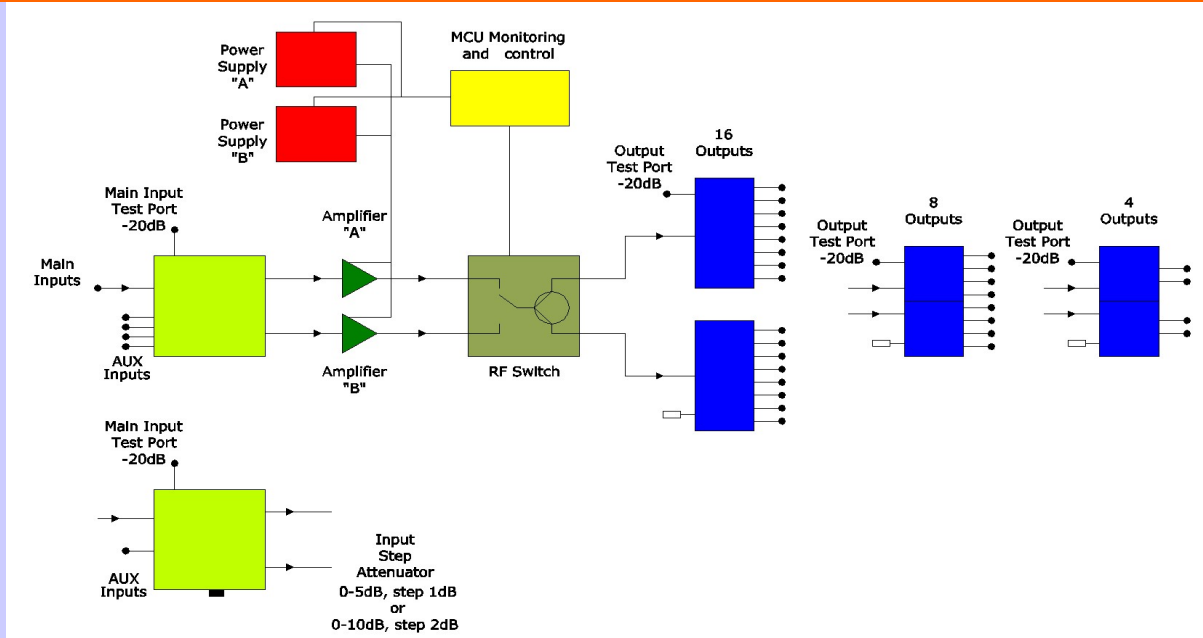 Power
Supply
"A"
MCU Monitoring
and control
Power
Supply
"B"
16
Outputs
Output
Test Port
-20dB
Main Input
Test Port
-20dB
Amplifier
"A"
8
Outputs
4
Outputs
Output
Test Port
-20dB
Output
Test Port
-20dB
Main
Inputs
AUX
Inputs
Amplifier
"B"
RF Switch
Main Input
Test Port
-20dB
AUX
Inputs
Input
Step
Attenuator
0-5dB, step 1dB
or
0-10dB, step 2dB